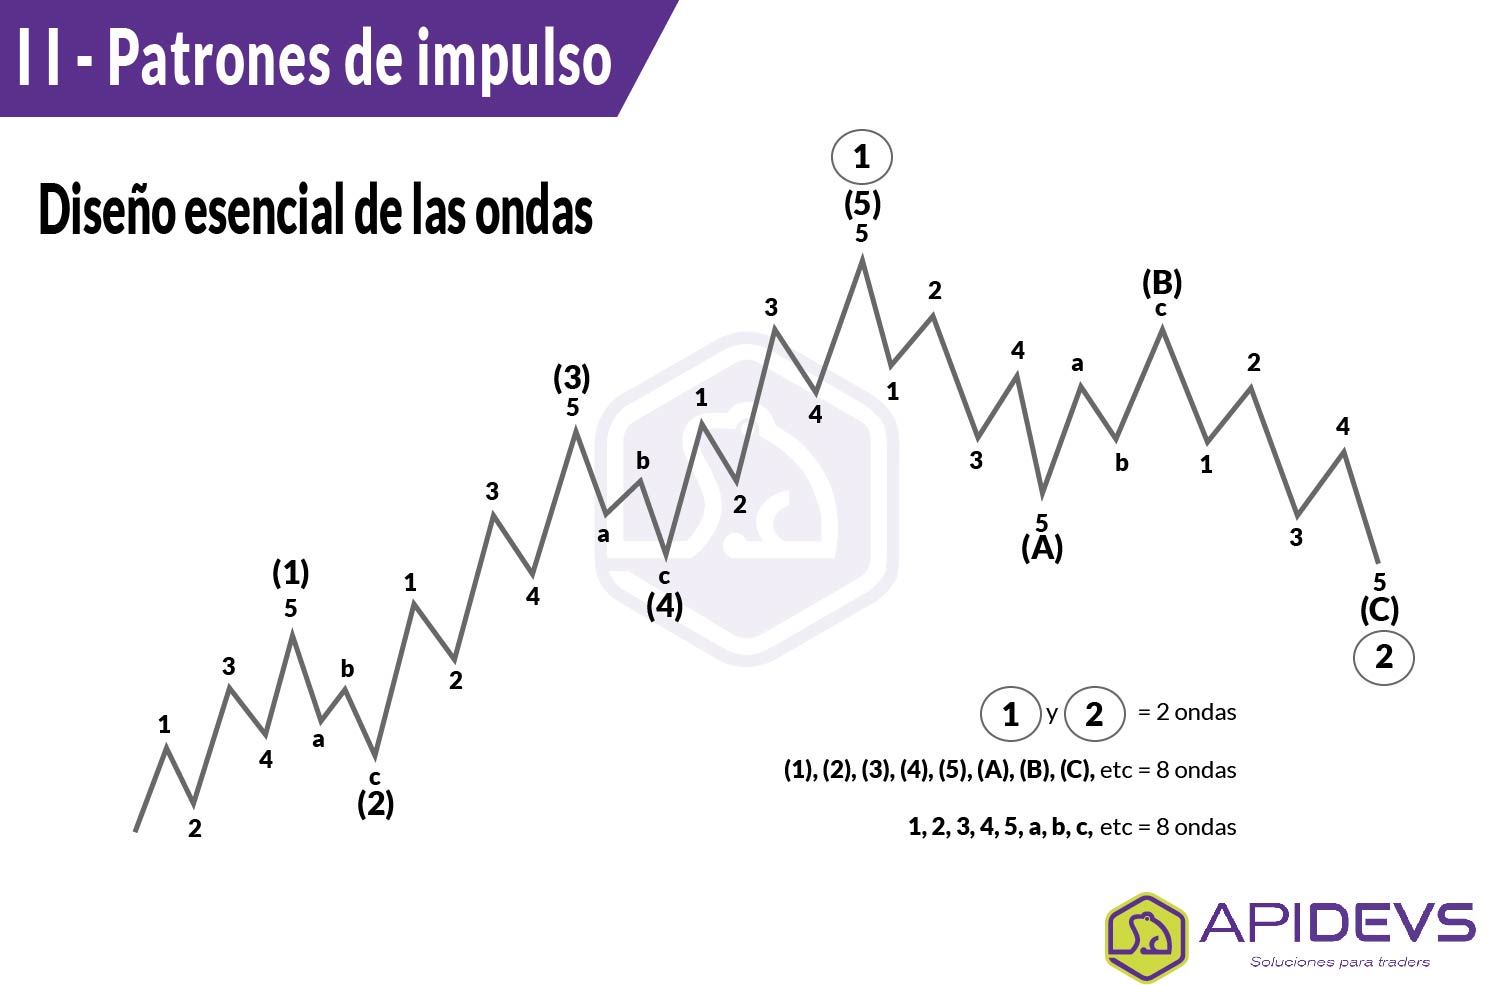 I I - Patrones de impulso
Diseño esencial de las ondas
1
(5)
5
2
(B)
c
3
4
a
2
1
4
(3)
5
1
4
b
3
b
1
3
2
a
5
(A)
3
c
(4)
4
(1)
5
1
5
(C)
2
3
b
2
1
a
4
c
(2)
2
1 y 2 = 2 ondas
(1), (2), (3), (4), (5), (A), (B), (C), etc = 8 ondas
1, 2, 3, 4, 5, a, b, c, etc = 8 ondas
APIDEVS
Soluciones para traders